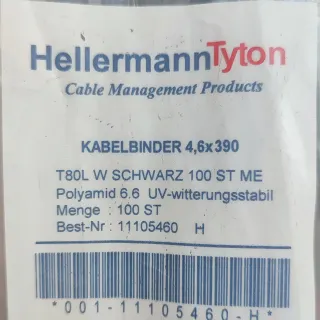 HellermannTyton
Cable Management Products
KABELBINDER 4,6x390
T80L W SCHWARZ 100 ST ME
Polyamid 6.6 UV-witterungsstabil
Menge : 100 ST
Best-Nr : 11105460 H
*001-11105460-H*